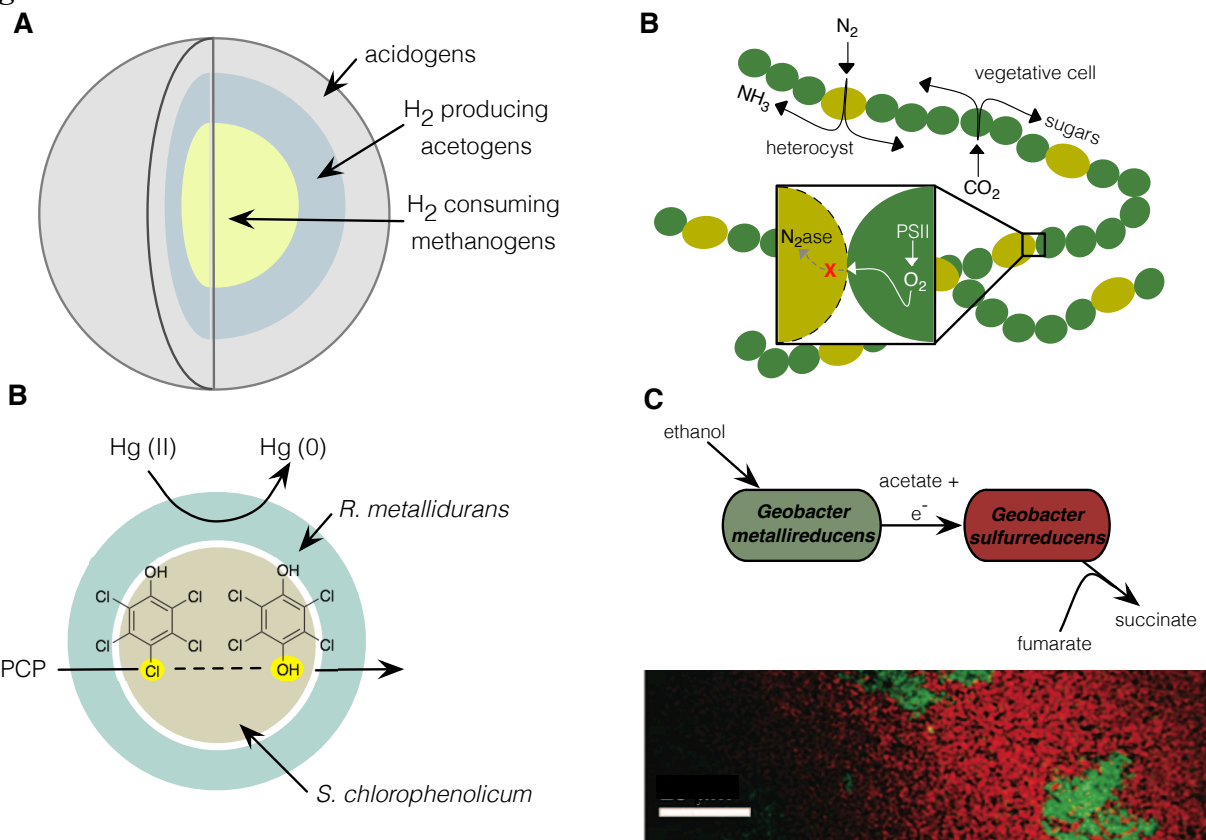 A
acidogens
H2 producing
acetogens
H2 consuming
methanogens
B
N2
NH3
heterocyst
vegetative cell
sugars
CO2
N2ase
X
PSII
O2
B
Hg (II)
Hg (0)
R. metallidurans
OH
Cl
Cl
Cl
Cl
Cl
OH
Cl
Cl
Cl
Cl
OH
PCP
S. chlorophenolicum
C
ethanol
Geobacter
metallireducens
acetate +
e-
Geobacter
sulfurreducens
succinate
fumarate